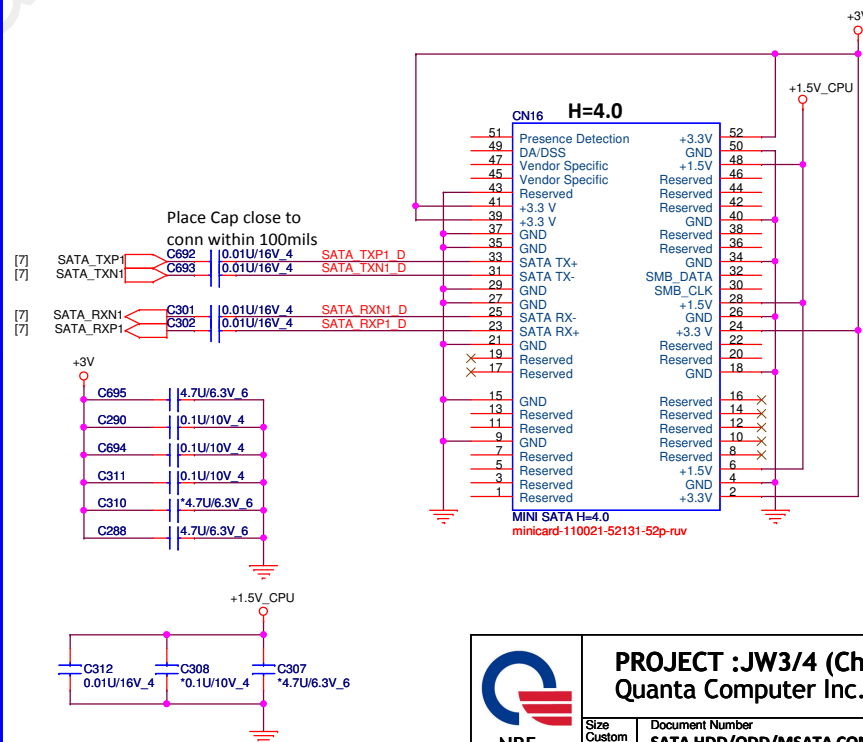 +3V
+1.5V_CPU
CN16 H=4.0
51 Presence Detection +3.3V 52
49 DA/DSS GND 50
47 Vendor Specific +1.5V 48
45 Vendor Specific Reserved 46
43 Reserved Reserved 44
41 +3.3 V Reserved 42
39 +3.3 V GND 40
37 GND Reserved 38
35 GND Reserved 36
33 SATA TX+ GND 34
31 SATA TX- SMB_DATA 32
29 GND SMB_CLK 30
27 GND +1.5V 28
25 SATA RX- GND 26
23 SATA RX+ +3.3 V 24
21 GND Reserved 22
19 Reserved Reserved 20
17 Reserved GND 18
15 GND Reserved 16
13 Reserved Reserved 14
11 Reserved Reserved 12
9 GND Reserved 10
7 Reserved Reserved 8
5 Reserved +1.5V 6
3 Reserved GND 4
1 Reserved +3.3V 2
MINI SATA H=4.0
minicard-110021-52131-52p-ruv
Place Cap close to
conn within 100mils
[7] SATA_TXP1 C692 0.01U/16V_4 SATA_TXP1_D
[7] SATA_TXN1 C693 0.01U/16V_4 SATA_TXN1_D
[7] SATA_RXN1 C301 0.01U/16V_4 SATA_RXN1_D
[7] SATA_RXP1 C302 0.01U/16V_4 SATA_RXP1_D
+3V
C695 4.7U/6.3V_6
C290 0.1U/10V_4
C694 0.1U/10V_4
C311 0.1U/10V_4
C310 *4.7U/6.3V_6
C288 4.7U/6.3V_6
+1.5V_CPU
C312
0.01U/16V_4
C308
*0.1U/10V_4
C307
*4.7U/6.3V_6
PROJECT :JW3/4 (Ch
Quanta Computer Inc.
Size
Custom
Document Number